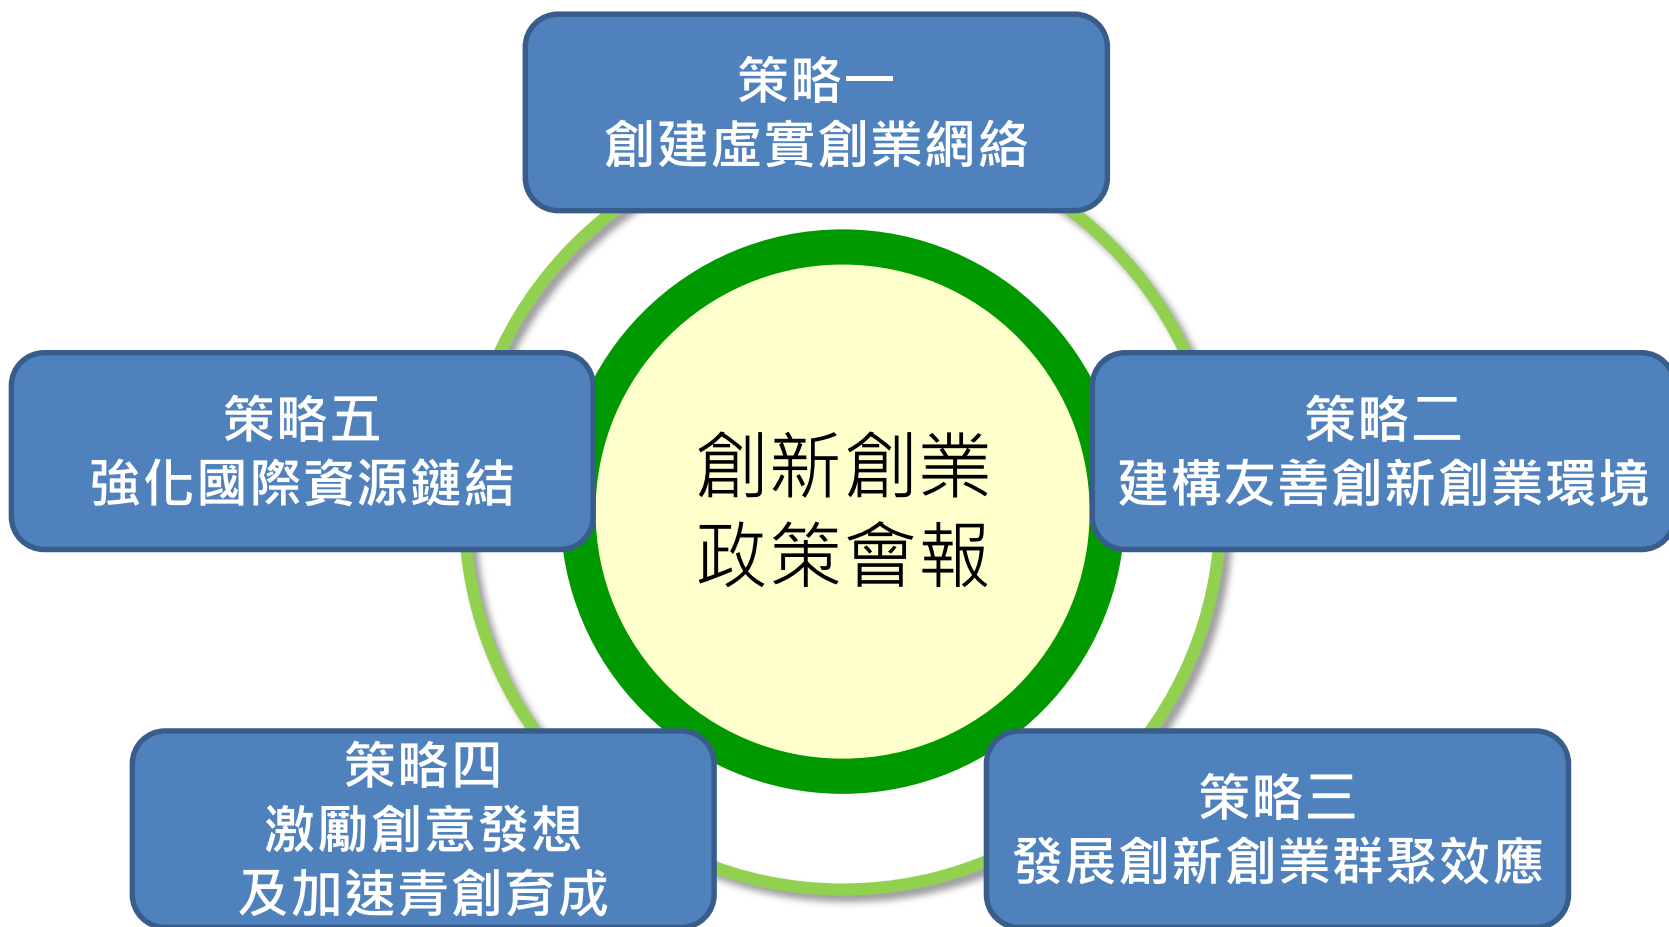 策略一
創建虛實創業網絡
策略五
強化國際資源鏈結
創新創業
政策會報
策略二
建構友善創新創業環境
策略四
激勵創意發想
及加速青創育成
策略三
發展創新創業群聚效應